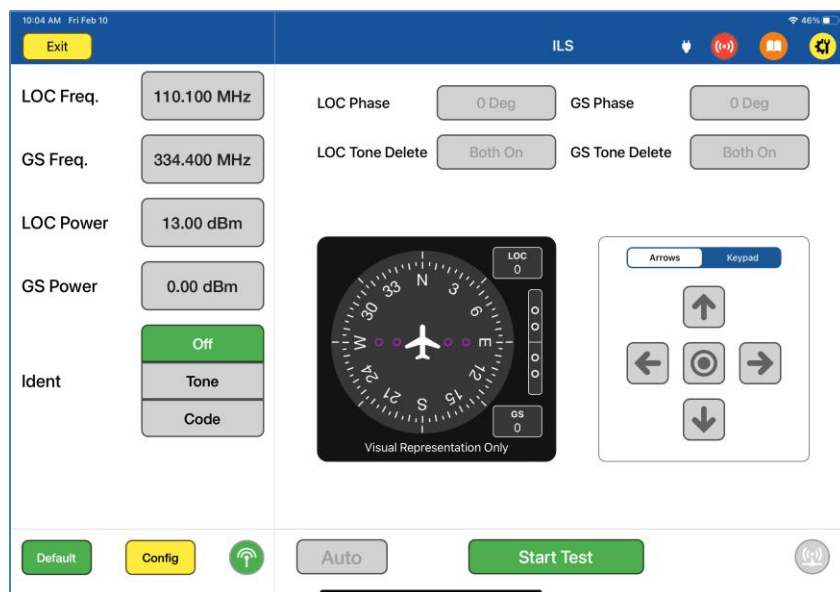 10:04 AM Fri Feb 10
46%
Exit
ILS
LOC Freq.
110.100 MHz
GS Freq.
334.400 MHz
LOC Power
13.00 dBm
GS Power
0.00 dBm
Ident
Off
Tone
Code
LOC Phase
0 Deg
GS Phase
0 Deg
LOC Tone Delete
Both On
GS Tone Delete
Both On
LOC
0
N
3
6
E
12
15
S
21
24
W
30
33
GS
0
Visual Representation Only
Arrows
Keypad
Default
Config
Auto
Start Test